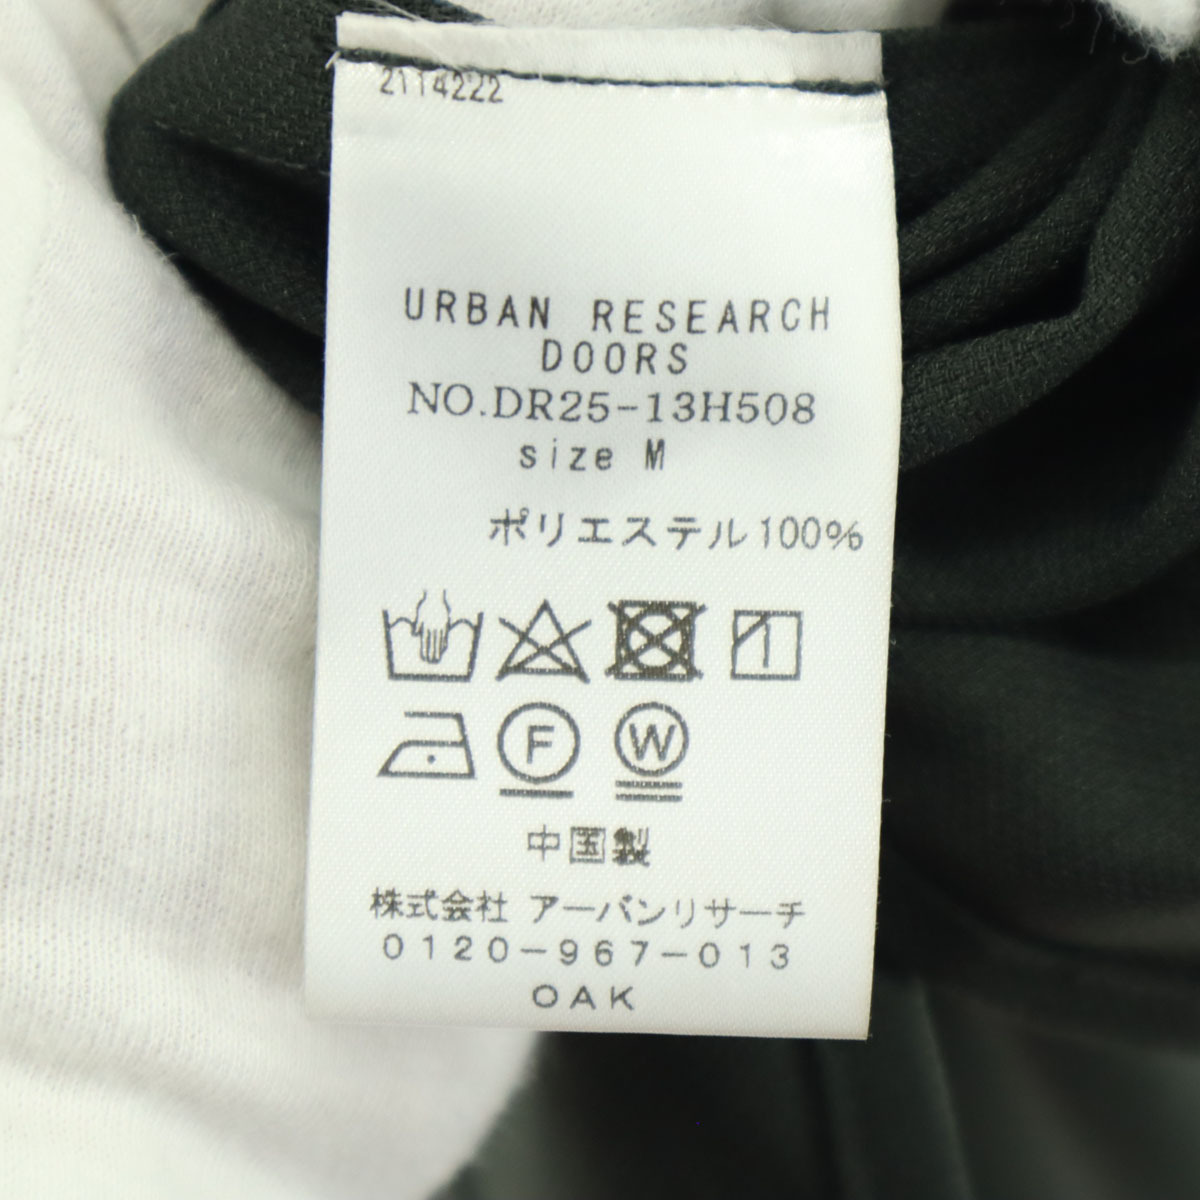 2114222
URBAN RESEARCH
DOORS
NO.DR25-13H508
size M
ポリエステル100%
F W
中国製
株式会社 アーバンリサーチ
0120-967-013
OAK